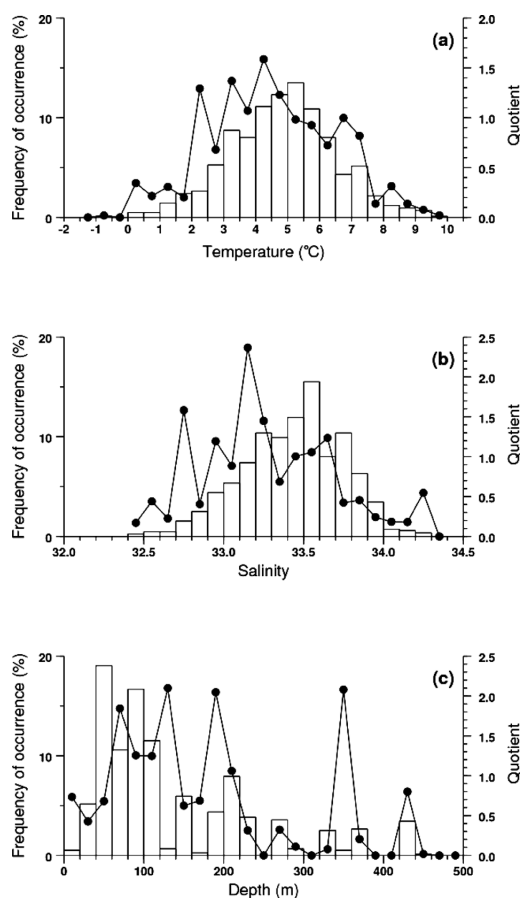 (a)
Frequency of occurrence (%)
Quotient
20
10
0
2.0
1.5
1.0
0.5
0.0
-2 -1 0 1 2 3 4 5 6 7 8 9 10
Temperature (℃)
(b)
Frequency of occurrence (%)
Quotient
20
10
0
2.5
2.0
1.5
1.0
0.5
0.0
32.0 32.5 33.0 33.5 34.0 34.5
Salinity
(c)
Frequency of occurrence (%)
Quotient
20
10
0
2.5
2.0
1.5
1.0
0.5
0.0
0 100 200 300 400 500
Depth (m)